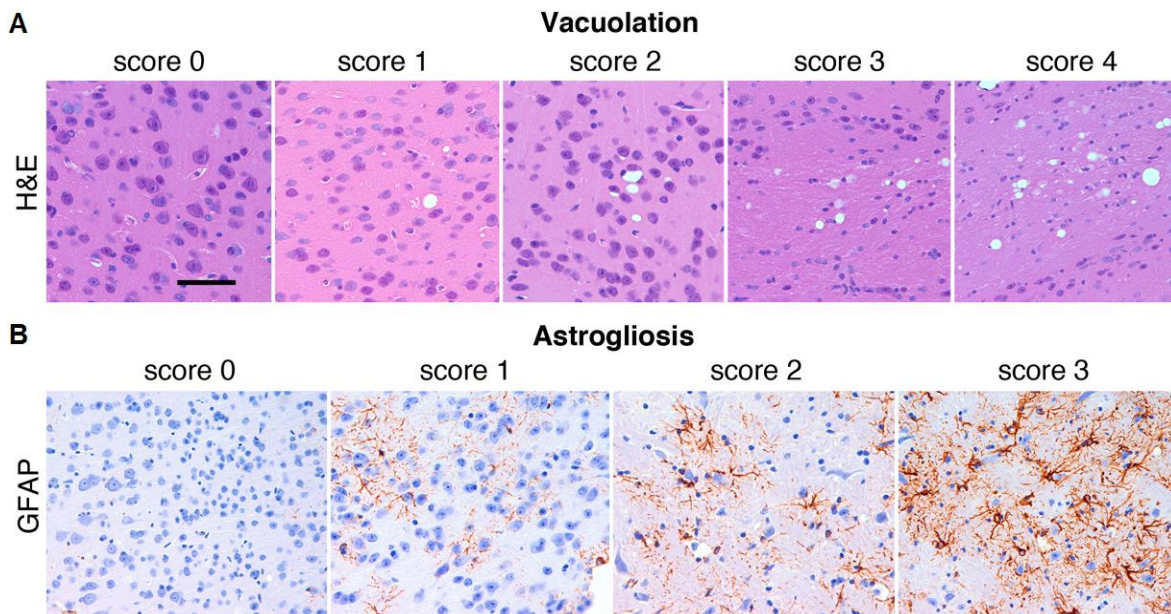 A
Vacuolation
score 0 score 1 score 2 score 3 score 4
H&E
B
Astrogliosis
score 0 score 1 score 2 score 3
GFAP